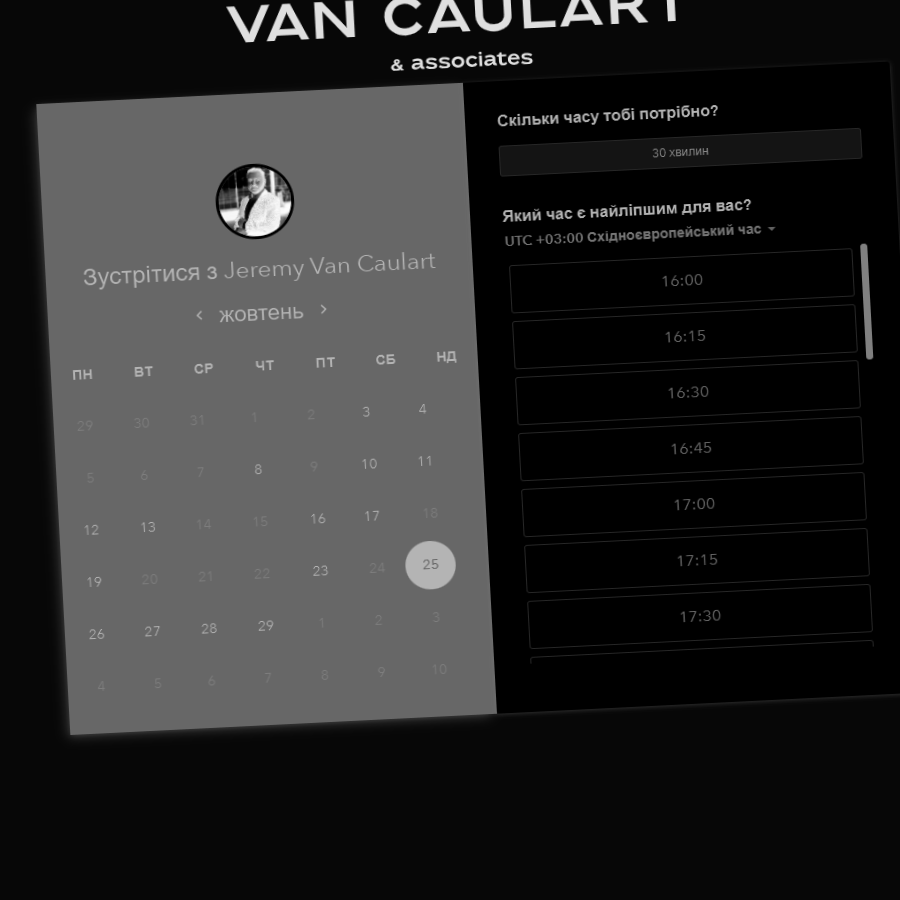 VAN CAULART
& associates
Зустрітися з Jeremy Van Caulart
жовтень
ПН ВТ СР ЧТ ПТ СБ НД
29 30 31 1 2 3 4
5 6 7 8 9 10 11
12 13 14 15 16 17 18
19 20 21 22 23 24 25
26 27 28 29 1 2 3
4 5 6 7 8 9 10
Скільки часу тобі потрібно?
30 хвилин
Який час є найліпшим для вас?
UTC +03:00 Східноєвропейський час
16:00
16:15
16:30
16:45
17:00
17:15
17:30